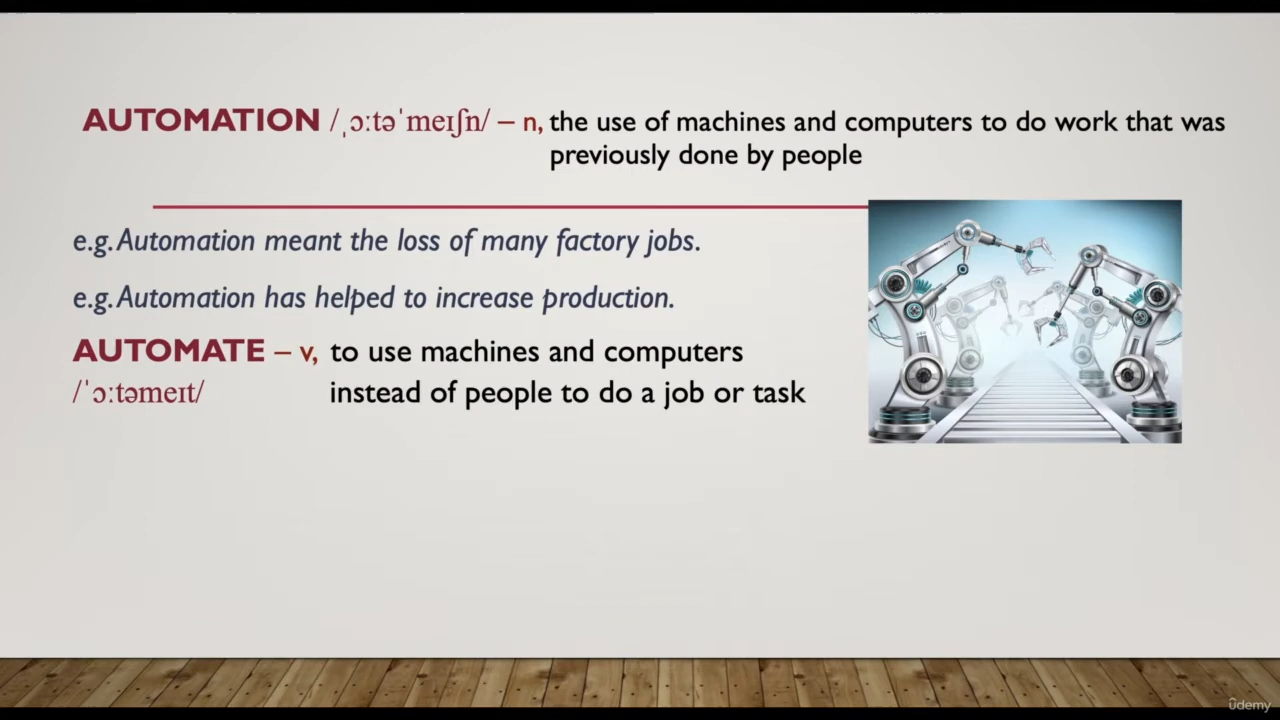 AUTOMATION /ˌɔːtəˈmeɪʃn/ – n, the use of machines and computers to do work that was
previously done by people
e.g. Automation meant the loss of many factory jobs.
e.g. Automation has helped to increase production.
AUTOMATE – v, to use machines and computers
/ˈɔːtəmeɪt/ instead of people to do a job or task
ûdemy